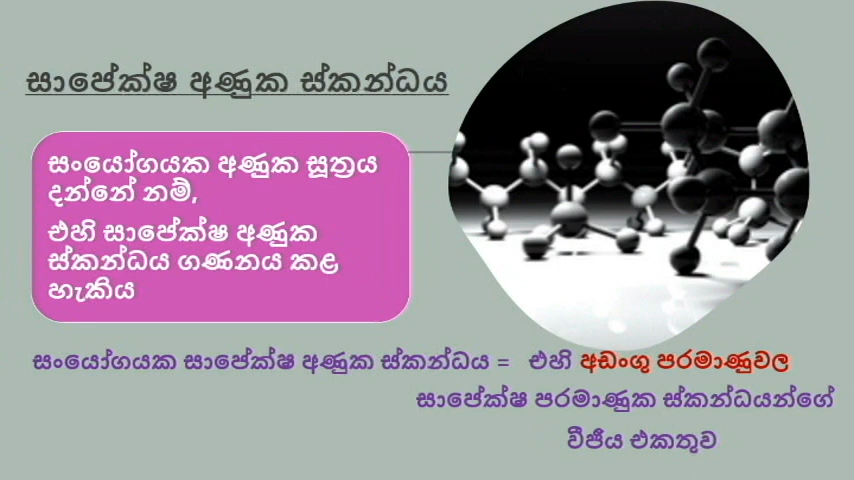 සාපේක්ෂ අණුක ස්කන්ධය
සංයෝගයක අණුක සූත්‍රය
දන්නේ නම්,
එහි සාපේක්ෂ අණුක
ස්කන්ධය ගණනය කළ
හැකිය
සංයෝගයක සාපේක්ෂ අණුක ස්කන්ධය = එහි අඩංගු පරමාණුවල
සාපේක්ෂ පරමාණුක ස්කන්ධයන්ගේ
වීජීය එකතුව